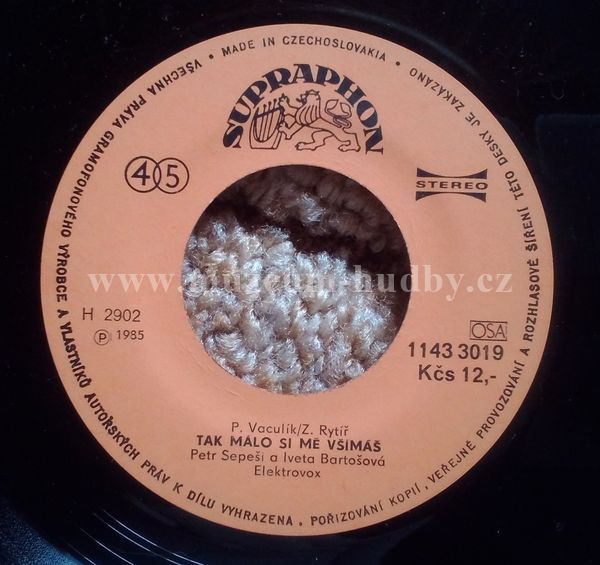 VŠECHNA PRÁVA GRAMOFONOVÉHO VÝROBCE A VLASTNÍKŮ AUTORSKÝCH PRÁV K DÍLU VYHRAZENA • POŘIZOVÁNÍ KOPIÍ, VEŘEJNÉ PROVOZOVÁNÍ A ROZHLASOVÉ ŠÍŘENÍ TÉTO DESKY JE ZAKÁZÁNO • MADE IN CZECHOSLOVAKIA •
SUPRAPHON
45
STEREO
www.muzeum-hudby.cz
H 2902
Ⓟ 1985
OSA
1143 3019
Kčs 12,-
P. Vaculík/Z. Rytíř
TAK MÁLO SI MĚ VŠÍMÁŠ
Petr Sepeši a Iveta Bartošová
Elektrovox